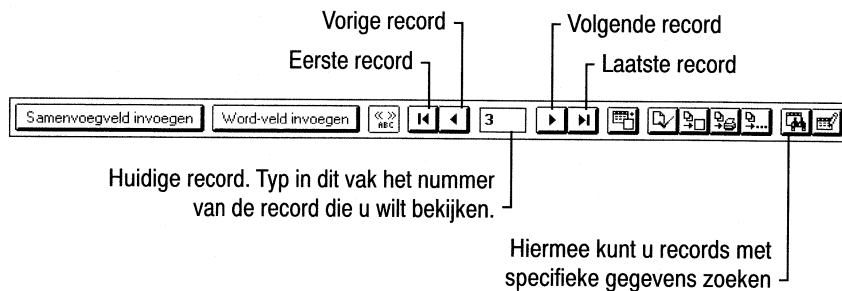 Vorige record
Volgende record
Eerste record
Laatste record
Samenvoegveld invoegen
Word-veld invoegen
« »
ABC
3
Huidige record. Typ in dit vak het nummer
van de record die u wilt bekijken.
Hiermee kunt u records met
specifieke gegevens zoeken